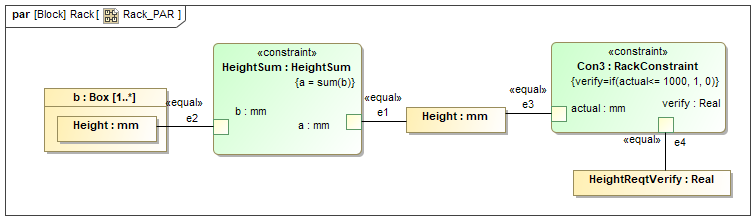 par [Block] Rack [ Rack_PAR ]
«constraint»
HeightSum : HeightSum
{a = sum(b)}
b : mm
a : mm
b : Box [1..*]
Height : mm
«equal»
e2
«equal»
e1
Height : mm
«equal»
e3
«constraint»
Con3 : RackConstraint
{verify=if(actual<= 1000, 1, 0)}
actual : mm
verify : Real
«equal»
e4
HeightReqtVerify : Real